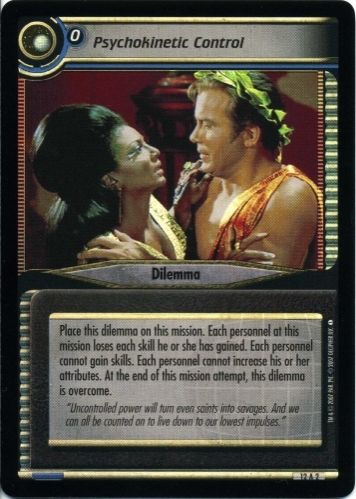 0
Psychokinetic Control
Dilemma
Place this dilemma on this mission. Each personnel at this
mission loses each skill he or she has gained. Each personnel
cannot gain skills. Each personnel cannot increase his or her
attributes. At the end of this mission attempt, this dilemma
is overcome.
"Uncontrolled power will turn even saints into savages. And we
can all be counted on to live down to our lowest impulses."
12 A 2